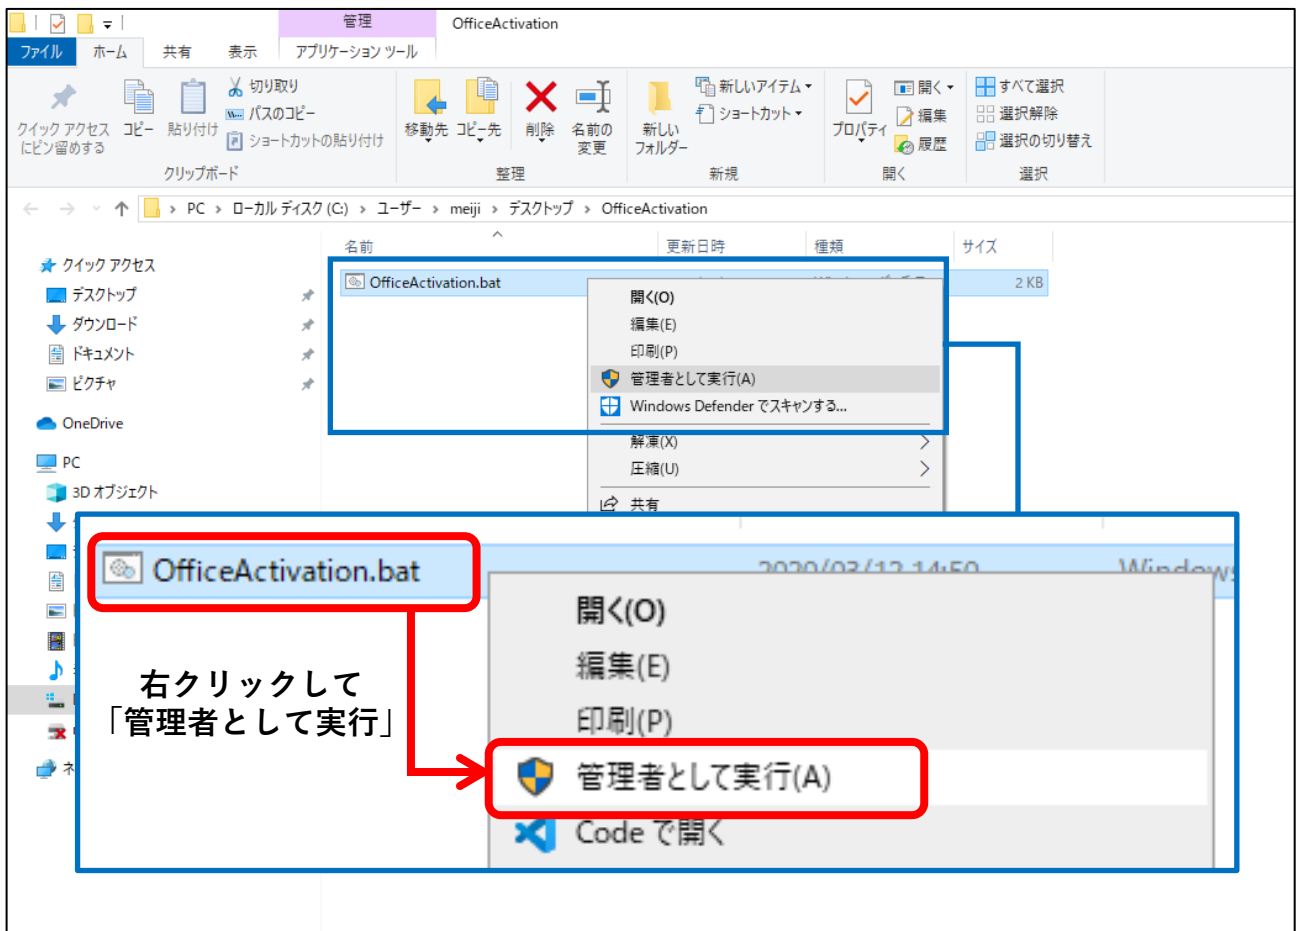 管理
OfficeActivation
ファイル
ホーム
共有
表示
アプリケーション ツール
クイック アクセス
にピン留めする
コピー
貼り付け
切り取り
パスのコピー
ショートカットの貼り付け
クリップボード
移動先
コピー先
削除
名前の
変更
整理
新しい
フォルダー
新しいアイテム
ショートカット
新規
プロパティ
開く
編集
履歴
開く
すべて選択
選択解除
選択の切り替え
選択
PC › ローカル ディスク (C:) › ユーザー › meiji › デスクトップ › OfficeActivation
名前
更新日時
種類
サイズ
クイック アクセス
デスクトップ
ダウンロード
ドキュメント
ピクチャ
OneDrive
PC
3D オブジェクト
OfficeActivation.bat
2 KB
開く(O)
編集(E)
印刷(P)
管理者として実行(A)
Windows Defender でスキャンする...
解凍(X)
圧縮(U)
共有
OfficeActivation.bat
2020/03/12 14:50
Windows
開く(O)
編集(E)
印刷(P)
管理者として実行(A)
Code で開く
右クリックして
「管理者として実行」